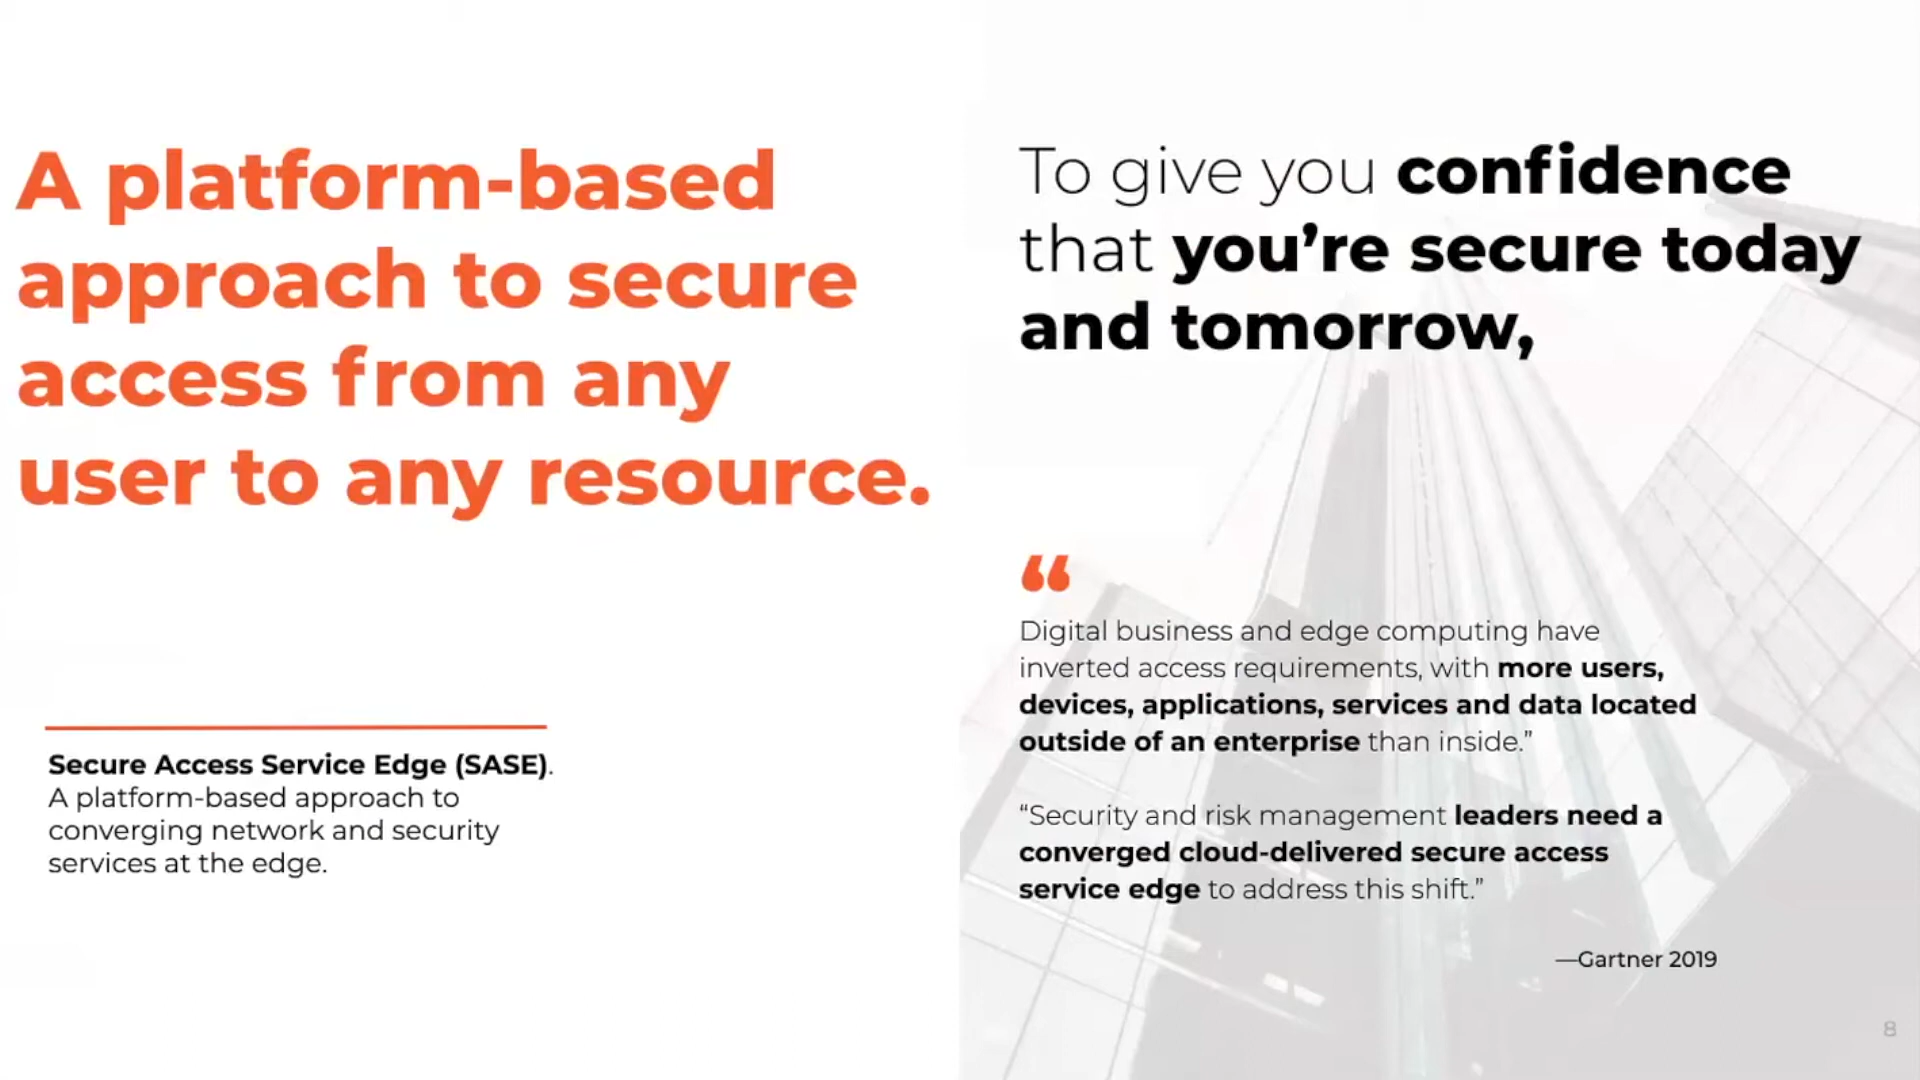 A platform-based
approach to secure
access from any
user to any resource.
Secure Access Service Edge (SASE).
A platform-based approach to
converging network and security
services at the edge.
To give you confidence
that you’re secure today
and tomorrow,
“
Digital business and edge computing have
inverted access requirements, with more users,
devices, applications, services and data located
outside of an enterprise than inside.”
“Security and risk management leaders need a
converged cloud-delivered secure access
service edge to address this shift.”
—Gartner 2019
8